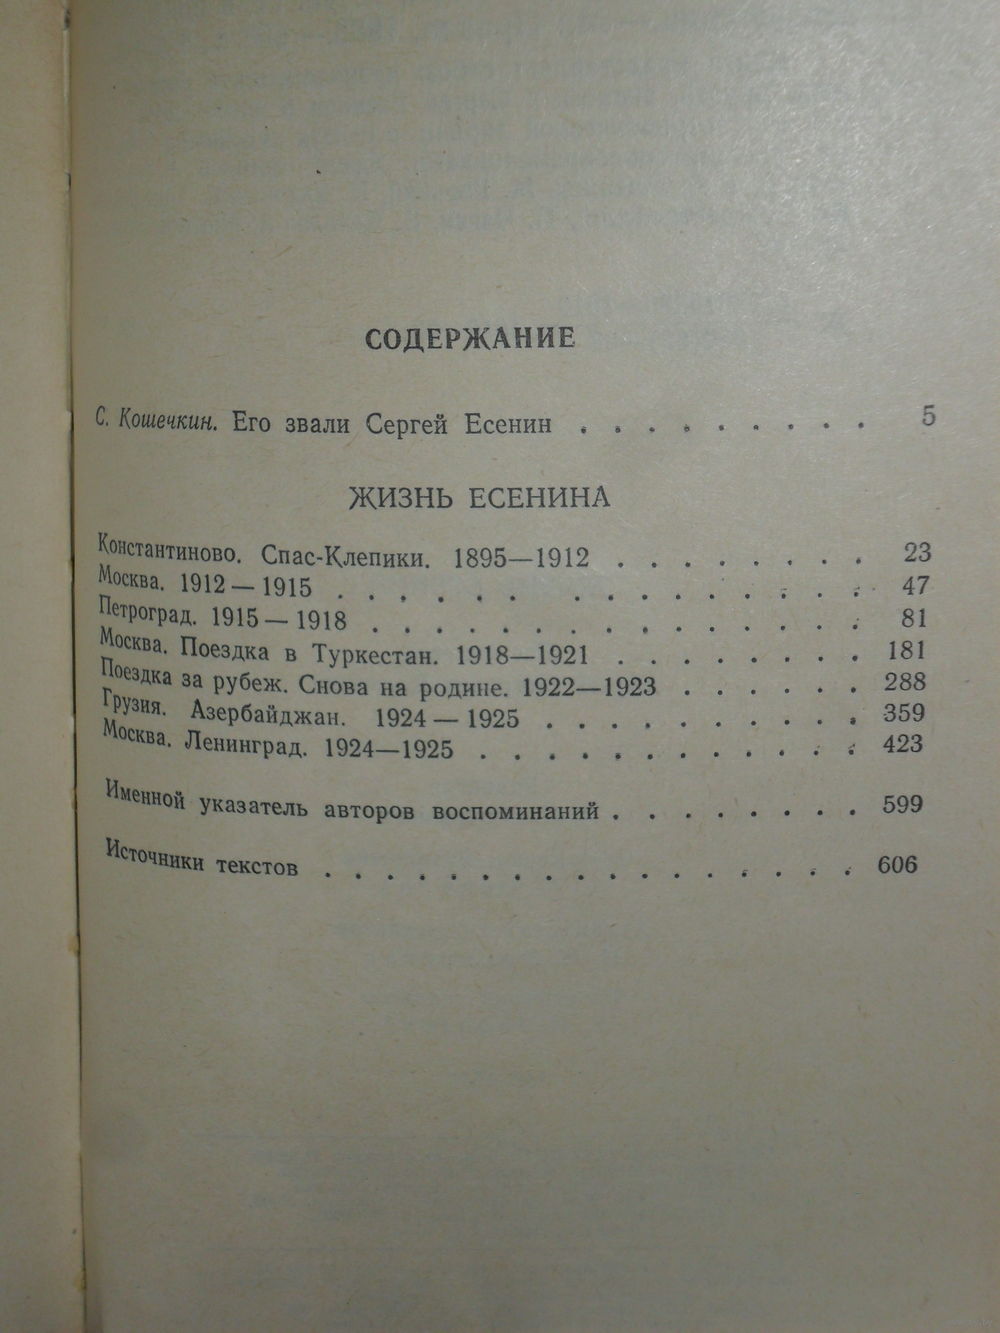 СОДЕРЖАНИЕ
С. Кошечкин. Его звали Сергей Есенин . . . . . . . . . 5
ЖИЗНЬ ЕСЕНИНА
Константиново. Спас-Клепики. 1895—1912 . . . . . . . . 23
Москва. 1912 — 1915 . . . . . . . . . . . . . . . 47
Петроград. 1915 — 1918 . . . . . . . . . . . . . . . 81
Москва. Поездка в Туркестан. 1918—1921 . . . . . . . . 181
Поездка за рубеж. Снова на родине. 1922—1923 . . . . . . 288
Грузия. Азербайджан. 1924 — 1925 . . . . . . . . . . 359
Москва. Ленинград. 1924—1925 . . . . . . . . . . . . 423
Именной указатель авторов воспоминаний . . . . . . . . 599
Источники текстов . . . . . . . . . . . . . . . . . 606